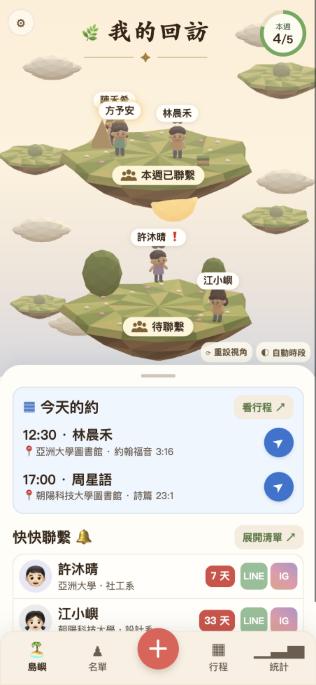 我的回訪
本週
4/5
方予安
林晨禾
本週已聯繫
許沐晴❗
江小嶼
待聯繫
重設視角
自動時段
今天的約
看行程 ↗
12:30 · 林晨禾
📍亞洲大學圖書館 · 約翰福音 3:16
17:00 · 周星語
📍朝陽科技大學圖書館 · 詩篇 23:1
快快聯繫 🔔
展開清單 ↗
許沐晴
亞洲大學 · 社工系
7 天
LINE
IG
江小嶼
朝陽科技大學 · 設計系
33 天
LINE
IG
島嶼
名單
行程
統計